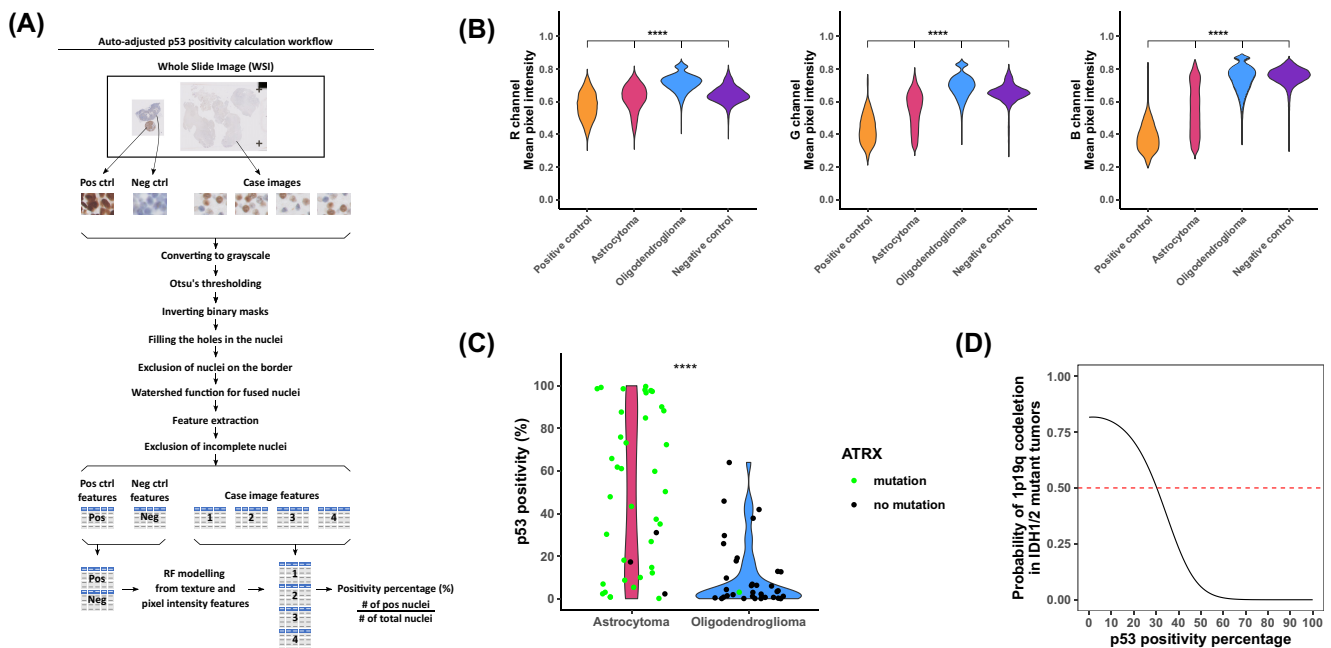 (A)
Auto-adjusted p53 positivity calculation workflow
Whole Slide Image (WSI)
Pos ctrl
Neg ctrl
Case images
Converting to grayscale
Otsu's thresholding
Inverting binary masks
Filling the holes in the nuclei
Exclusion of nuclei on the border
Watershed function for fused nuclei
Feature extraction
Exclusion of incomplete nuclei
Pos ctrl
features
Neg ctrl
features
Case image features
Pos
Neg
1
2
3
4
Pos
Neg
RF modelling
from texture and
pixel intensity features
1
2
3
4
Positivity percentage (%)
# of pos nuclei
# of total nuclei
(B)
R channel
Mean pixel intensity
1.0
0.8
0.6
0.4
0.2
0.0
****
Positive control
Astrocytoma
Oligodendroglioma
Negative control
G channel
Mean pixel intensity
1.0
0.8
0.6
0.4
0.2
0.0
****
Positive control
Astrocytoma
Oligodendroglioma
Negative control
B channel
Mean pixel intensity
1.0
0.8
0.6
0.4
0.2
0.0
****
Positive control
Astrocytoma
Oligodendroglioma
Negative control
(C)
p53 positivity (%)
100
80
60
40
20
0
****
Astrocytoma
Oligodendroglioma
ATRX
mutation
no mutation
(D)
Probability of 1p19q codeletion
in IDH1/2 mutant tumors
1.00
0.75
0.50
0.25
0.00
0 10 20 30 40 50 60 70 80 90 100
p53 positivity percentage